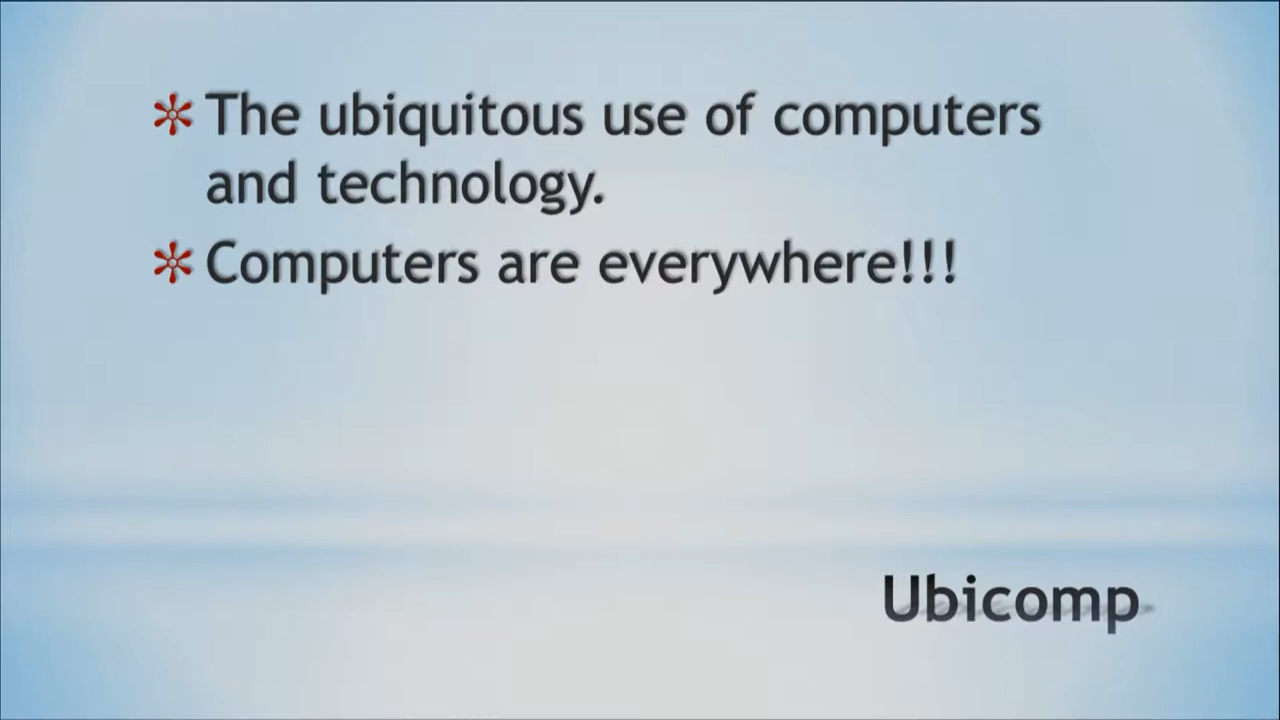 * The ubiquitous use of computers
and technology.
* Computers are everywhere!!!
Ubicomp